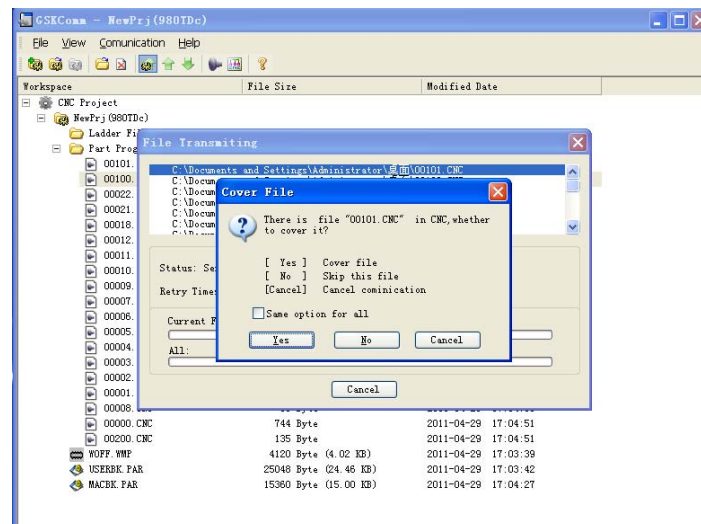 GSKComm - NewPrj(980TDc)
File View Comunication Help
Workspace File Size Modified Date
CNC Project
NewPrj(980TDc)
Ladder Fi
Part Prog
File Transmiting
00101.
C:\Documents and Settings\Administrator\桌面\00101.CNC
00100.
C:\Docum
00022.
C:\Docum
Cover File
00021.
C:\Docum
There is file "00101.CNC" in CNC, whether
to cover it?
00018.
C:\Docum
00012.
00011.
[ Yes ] Cover file
00010.
Status: Se
[ No ] Skip this file
00009.
Retry Time:
[Cancel] Cancel cominication
00007.
00006.
Current F
Same option for all
00005.
Yes No Cancel
00004.
All:
00003.
00002.
Cancel
00001.
00008.
00000.CNC 744 Byte 2011-04-29 17:04:51
00200.CNC 135 Byte 2011-04-29 17:04:51
WOFF.WMP 4120 Byte (4.02 KB) 2011-04-29 17:03:39
USERBK.PAR 25048 Byte (24.46 KB) 2011-04-29 17:03:42
MACBK.PAR 15360 Byte (15.00 KB) 2011-04-29 17:04:27